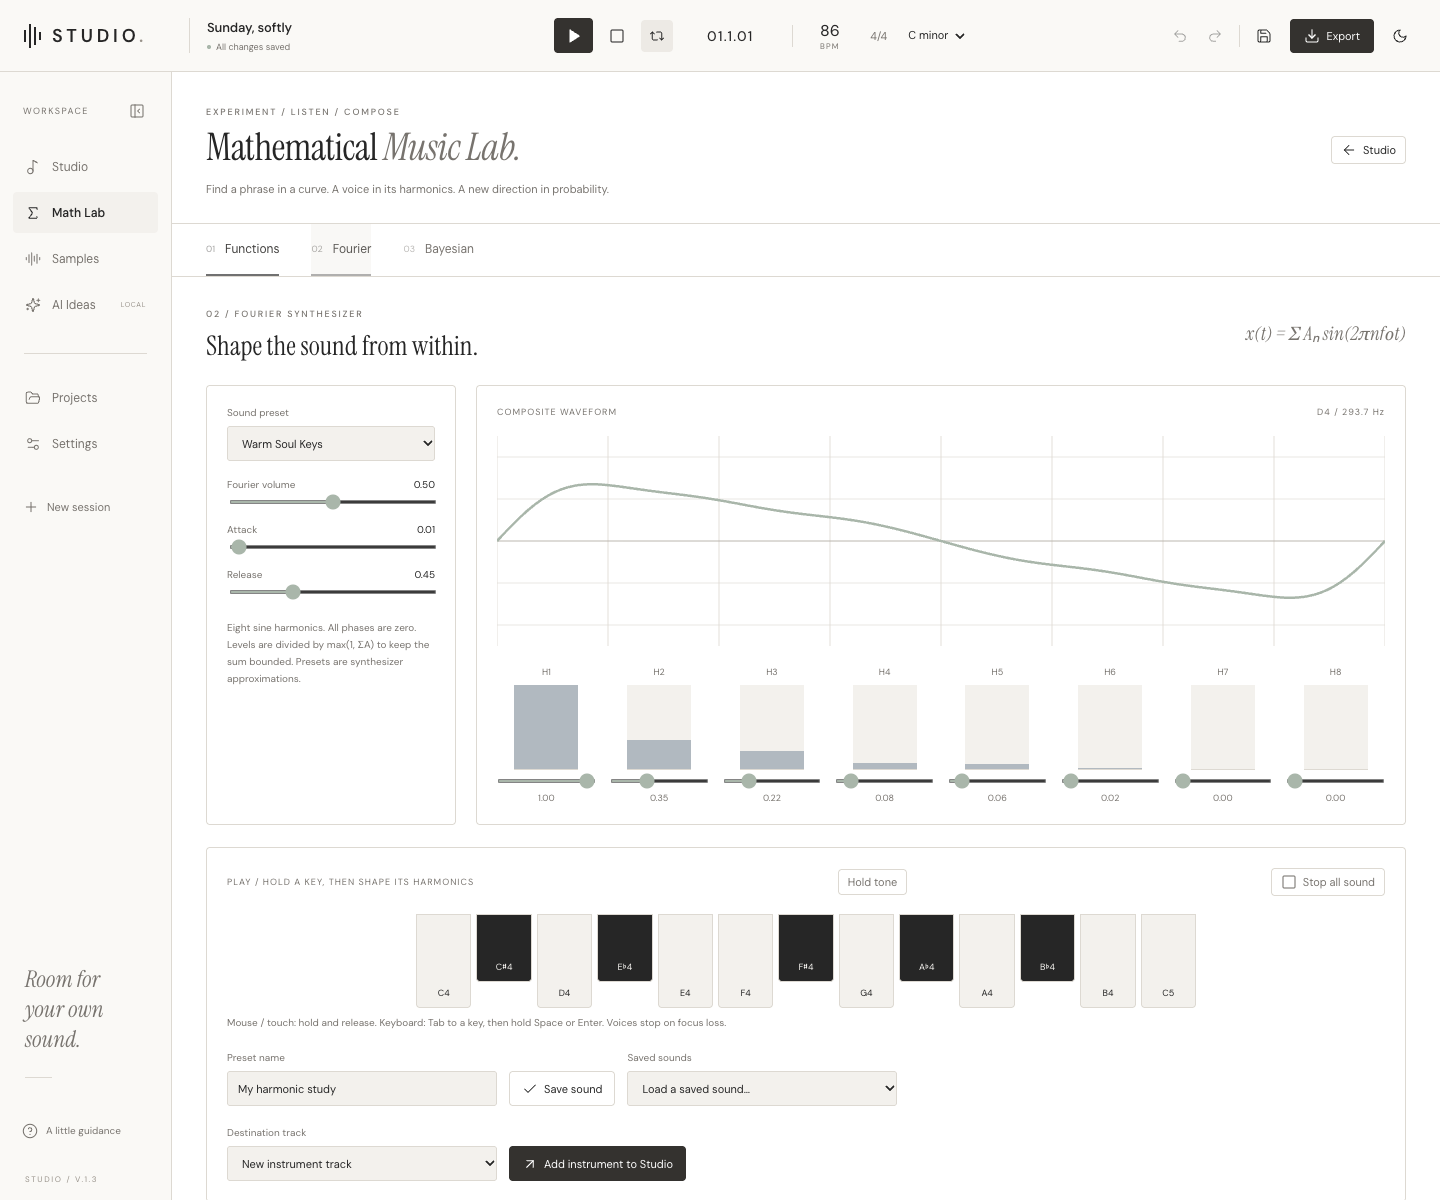 STUDIO.
Sunday, softly
All changes saved
01.1.01
86
BPM
4/4
C minor
Export
WORKSPACE
Studio
Math Lab
Samples
AI Ideas
LOCAL
Projects
Settings
New session
Room for
your own
sound.
A little guidance
STUDIO / V.1.3
EXPERIMENT / LISTEN / COMPOSE
Mathematical Music Lab.
Find a phrase in a curve. A voice in its harmonics. A new direction in probability.
Studio
01 Functions
02 Fourier
03 Bayesian
02 / FOURIER SYNTHESIZER
Shape the sound from within.
x(t) = Σ Aₙ sin(2πnf₀t)
Sound preset
Warm Soul Keys
Fourier volume 0.50
Attack 0.01
Release 0.45
Eight sine harmonics. All phases are zero.
Levels are divided by max(1, ΣA) to keep the
sum bounded. Presets are synthesizer
approximations.
COMPOSITE WAVEFORM
D4 / 293.7 Hz
H1 H2 H3 H4 H5 H6 H7 H8
1.00 0.35 0.22 0.08 0.06 0.02 0.00 0.00
PLAY / HOLD A KEY, THEN SHAPE ITS HARMONICS
Hold tone
Stop all sound
C♯4 E♭4 F♯4 A♭4 B♭4
C4 D4 E4 F4 G4 A4 B4 C5
Mouse / touch: hold and release. Keyboard: Tab to a key, then hold Space or Enter. Voices stop on focus loss.
Preset name
My harmonic study
Save sound
Saved sounds
Load a saved sound...
Destination track
New instrument track
Add instrument to Studio